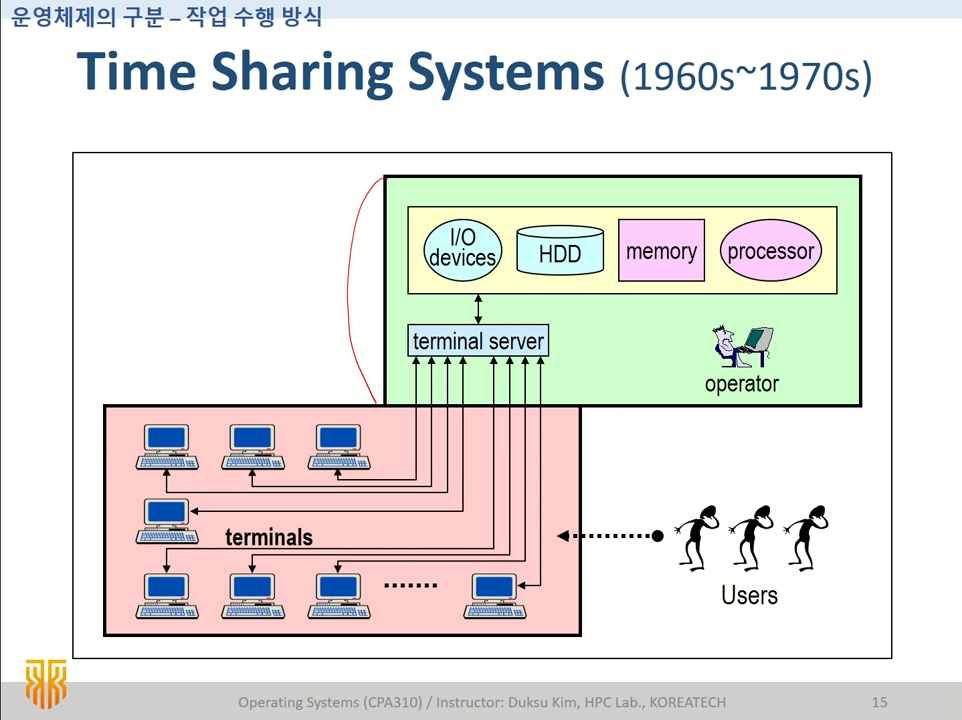 운영체제의 구분 – 작업 수행 방식
Time Sharing Systems (1960s~1970s)
I/O
devices
HDD
memory
processor
terminal server
operator
terminals
Users
Operating Systems (CPA310) / Instructor: Duksu Kim, HPC Lab., KOREATECH
15